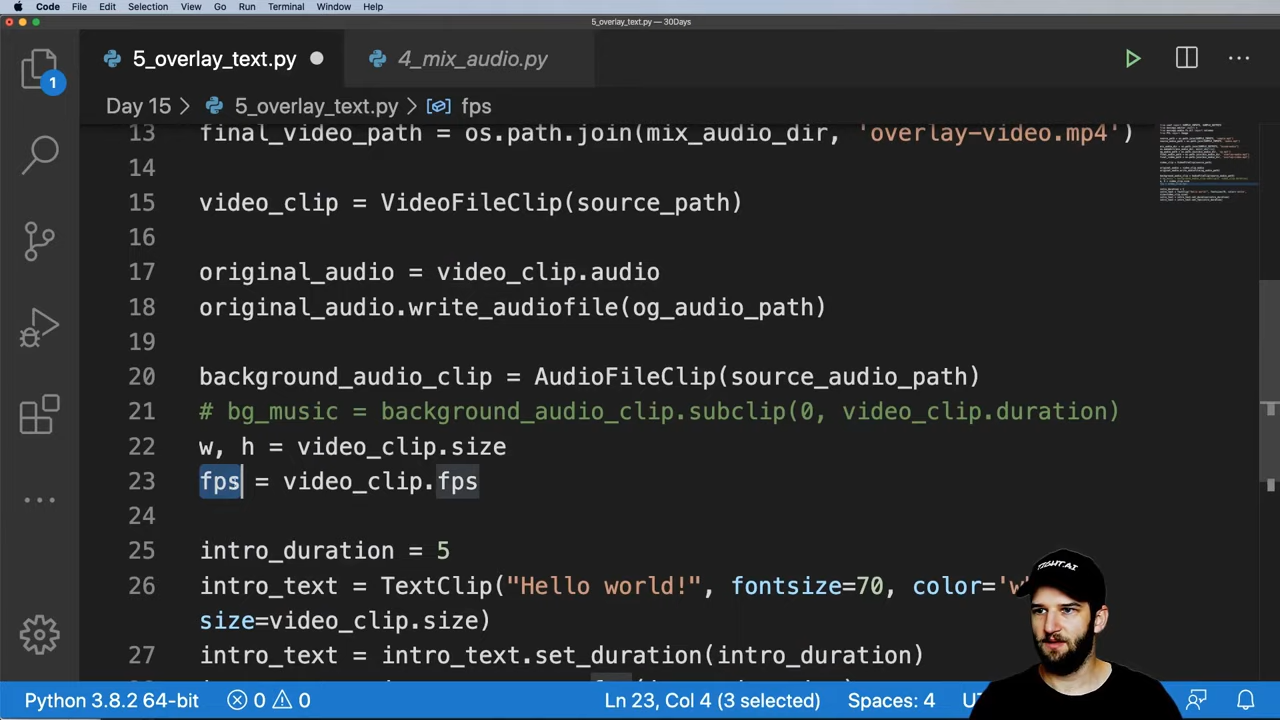 Code File Edit Selection View Go Run Terminal Window Help
5_overlay_text.py — 30Days
5_overlay_text.py 4_mix_audio.py
1
Day 15 > 5_overlay_text.py > fps
13 final_video_path = os.path.join(mix_audio_dir, 'overlay-video.mp4')
14
15 video_clip = VideoFileClip(source_path)
16
17 original_audio = video_clip.audio
18 original_audio.write_audiofile(og_audio_path)
19
20 background_audio_clip = AudioFileClip(source_audio_path)
21 # bg_music = background_audio_clip.subclip(0, video_clip.duration)
22 w, h = video_clip.size
23 fps = video_clip.fps
24
25 intro_duration = 5
26 intro_text = TextClip("Hello world!", fontsize=70, color='
size=video_clip.size)
27 intro_text = intro_text.set_duration(intro_duration)
TIGHT.AI
Python 3.8.2 64-bit 0 0 Ln 23, Col 4 (3 selected) Spaces: 4